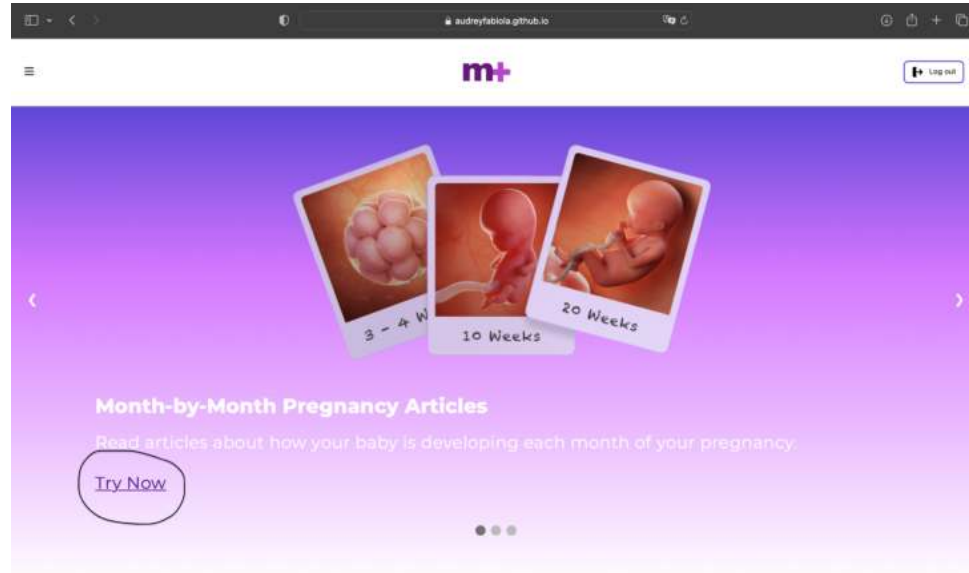 audreyfabiola.github.io
m+
Log out
3 - 4 W
10 Weeks
20 Weeks
Month-by-Month Pregnancy Articles
Read articles about how your baby is developing each month of your pregnancy.
Try Now